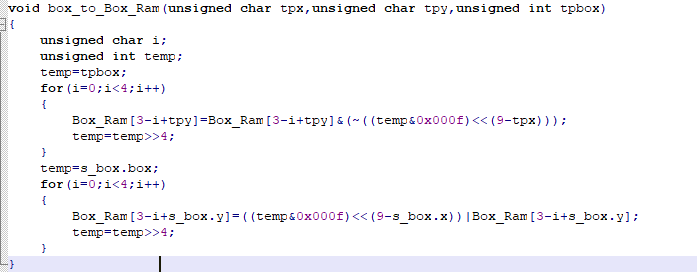 void box_to_Box_Ram(unsigned char tpx,unsigned char tpy,unsigned int tpbox)
{
    unsigned char i;
    unsigned int temp;
    temp=tpbox;
    for(i=0;i<4;i++)
    {
        Box_Ram[3-i+tpy]=Box_Ram[3-i+tpy]&(~((temp&0x000f)<<(9-tpx)));
        temp=temp>>4;
    }
    temp=s_box.box;
    for(i=0;i<4;i++)
    {
        Box_Ram[3-i+s_box.y]=((temp&0x000f)<<(9-s_box.x))|Box_Ram[3-i+s_box.y];
        temp=temp>>4;
    }
}